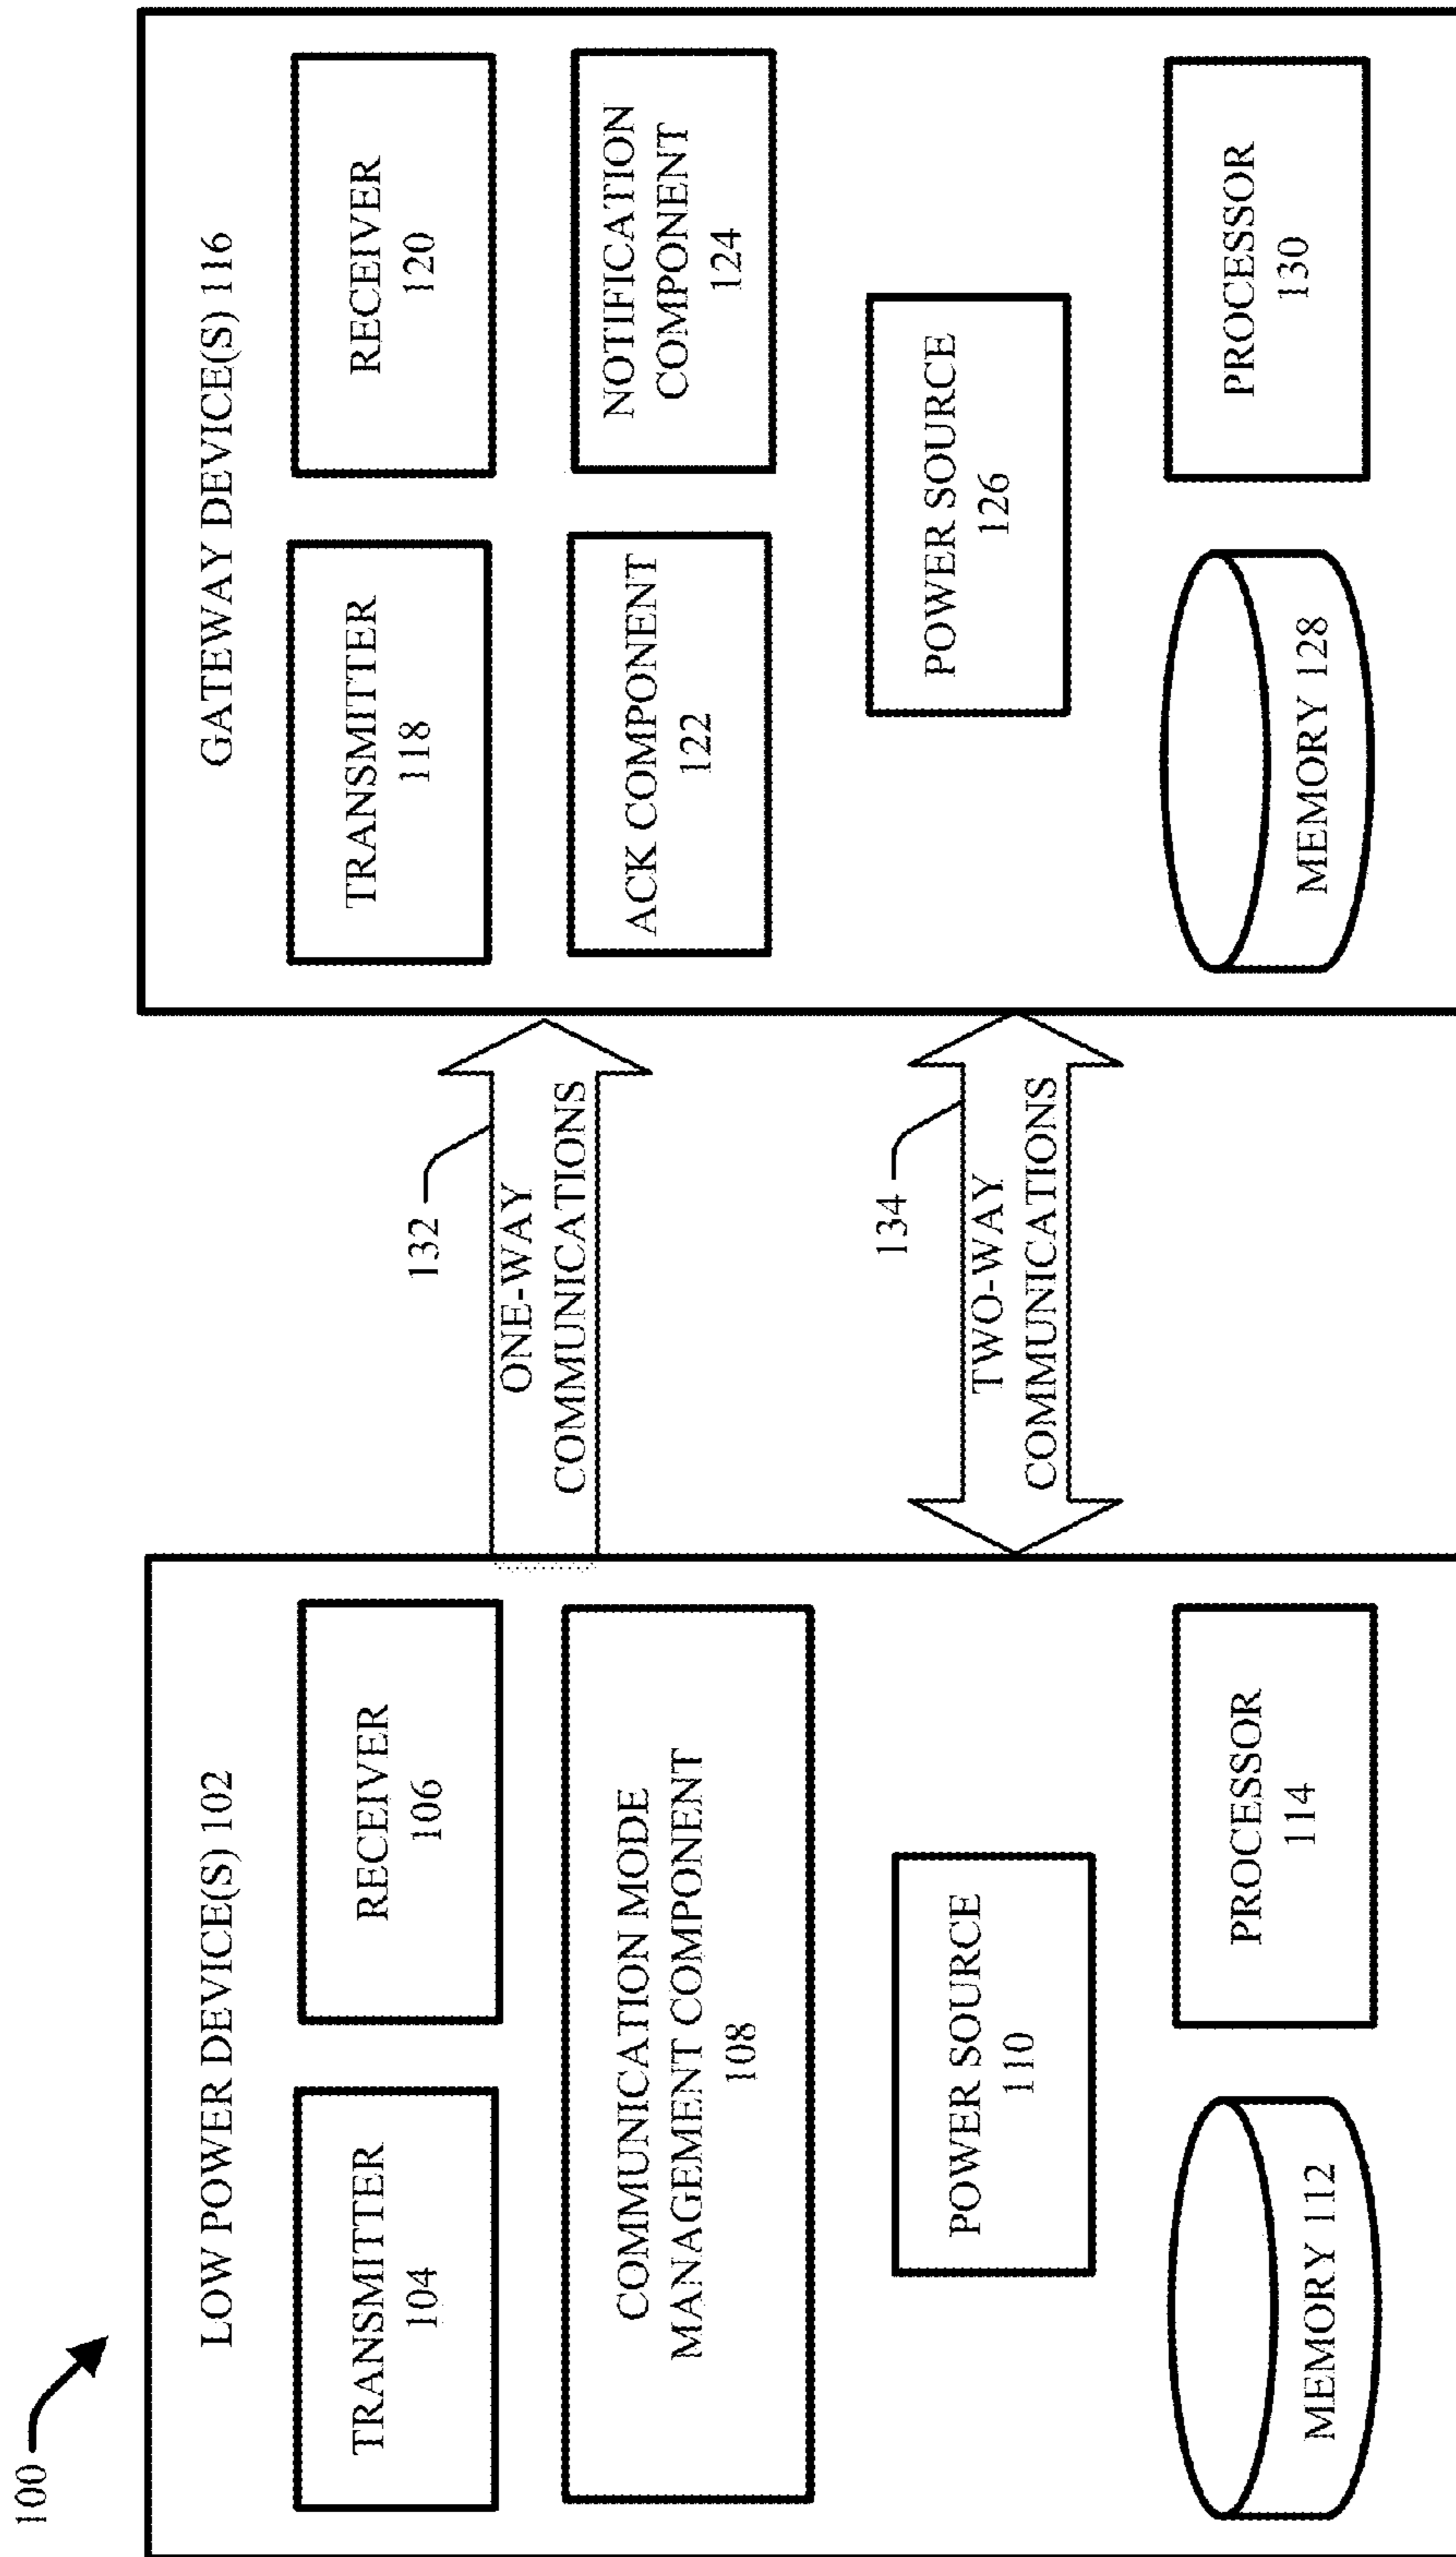 100
LOW POWER DEVICE(S) 102
TRANSMITTER
104
RECEIVER
106
COMMUNICATION MODE
MANAGEMENT COMPONENT
108
POWER SOURCE
110
MEMORY 112
PROCESSOR
114
132
ONE-WAY
COMMUNICATIONS
134
TWO-WAY
COMMUNICATIONS
GATEWAY DEVICE(S) 116
TRANSMITTER
118
RECEIVER
120
ACK COMPONENT
122
NOTIFICATION
COMPONENT
124
POWER SOURCE
126
MEMORY 128
PROCESSOR
130